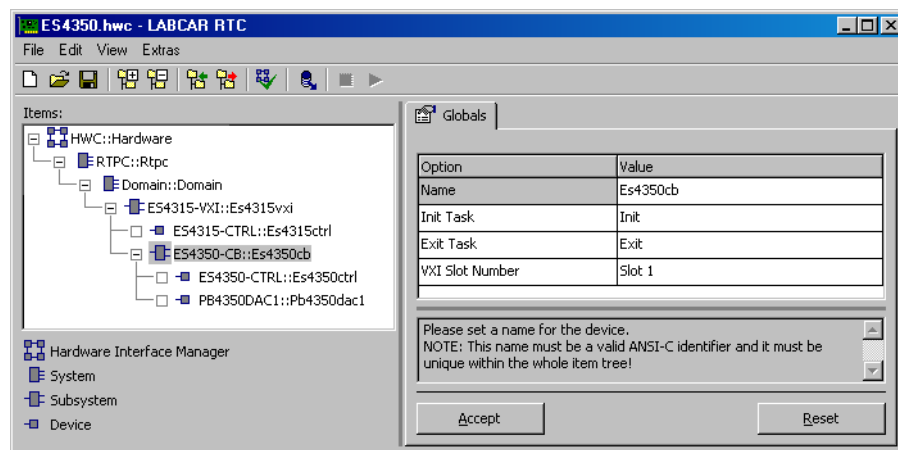 ES4350.hwc - LABCAR RTC
File Edit View Extras
Items:
HWC::Hardware
RTPC::Rtpc
Domain::Domain
ES4315-VXI::Es4315vxi
ES4315-CTRL::Es4315ctrl
ES4350-CB::Es4350cb
ES4350-CTRL::Es4350ctrl
PB4350DAC1::Pb4350dac1
Hardware Interface Manager
System
Subsystem
Device
Globals
Option Value
Name Es4350cb
Init Task Init
Exit Task Exit
VXI Slot Number Slot 1
Please set a name for the device.
NOTE: This name must be a valid ANSI-C identifier and it must be
unique within the whole item tree!
Accept Reset